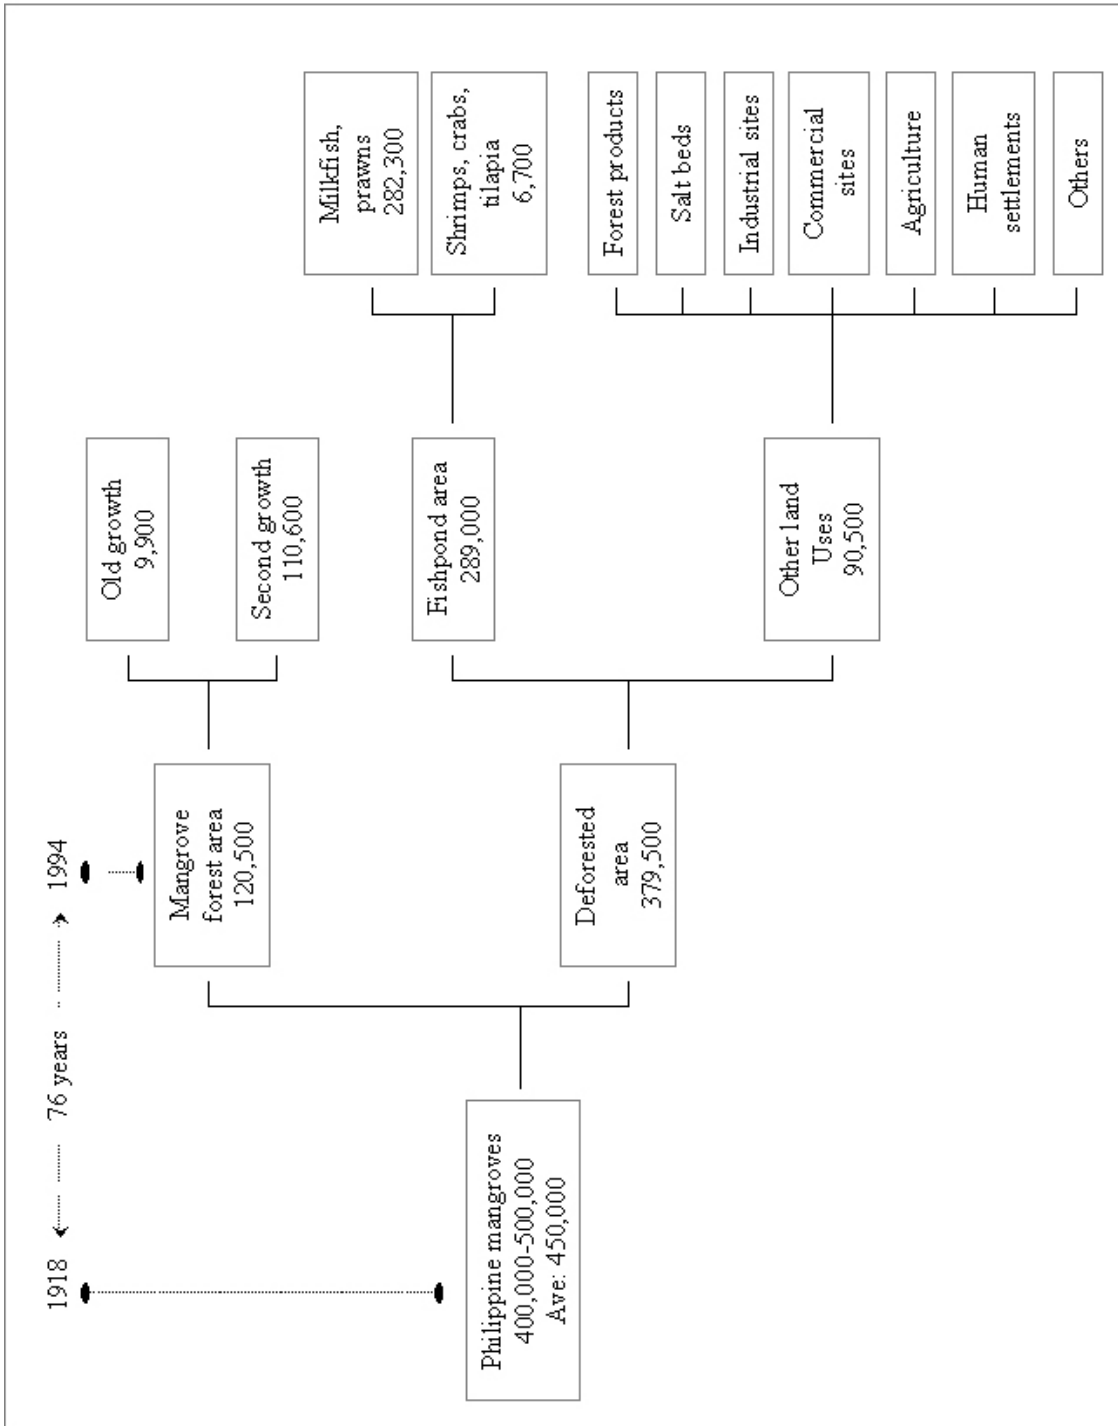 1918
76 years
1994
Philippine mangroves
400,000-500,000
Ave: 450,000
Mangrove
forest area
120,500
Deforested
area
379,500
Old growth
9,900
Second growth
110,600
Fishpond area
289,000
Other land
Uses
90,500
Milkfish,
prawns
282,300
Shrimps, crabs,
tilapia
6,700
Forest products
Salt beds
Industrial sites
Commercial
sites
Agriculture
Human
settlements
Others